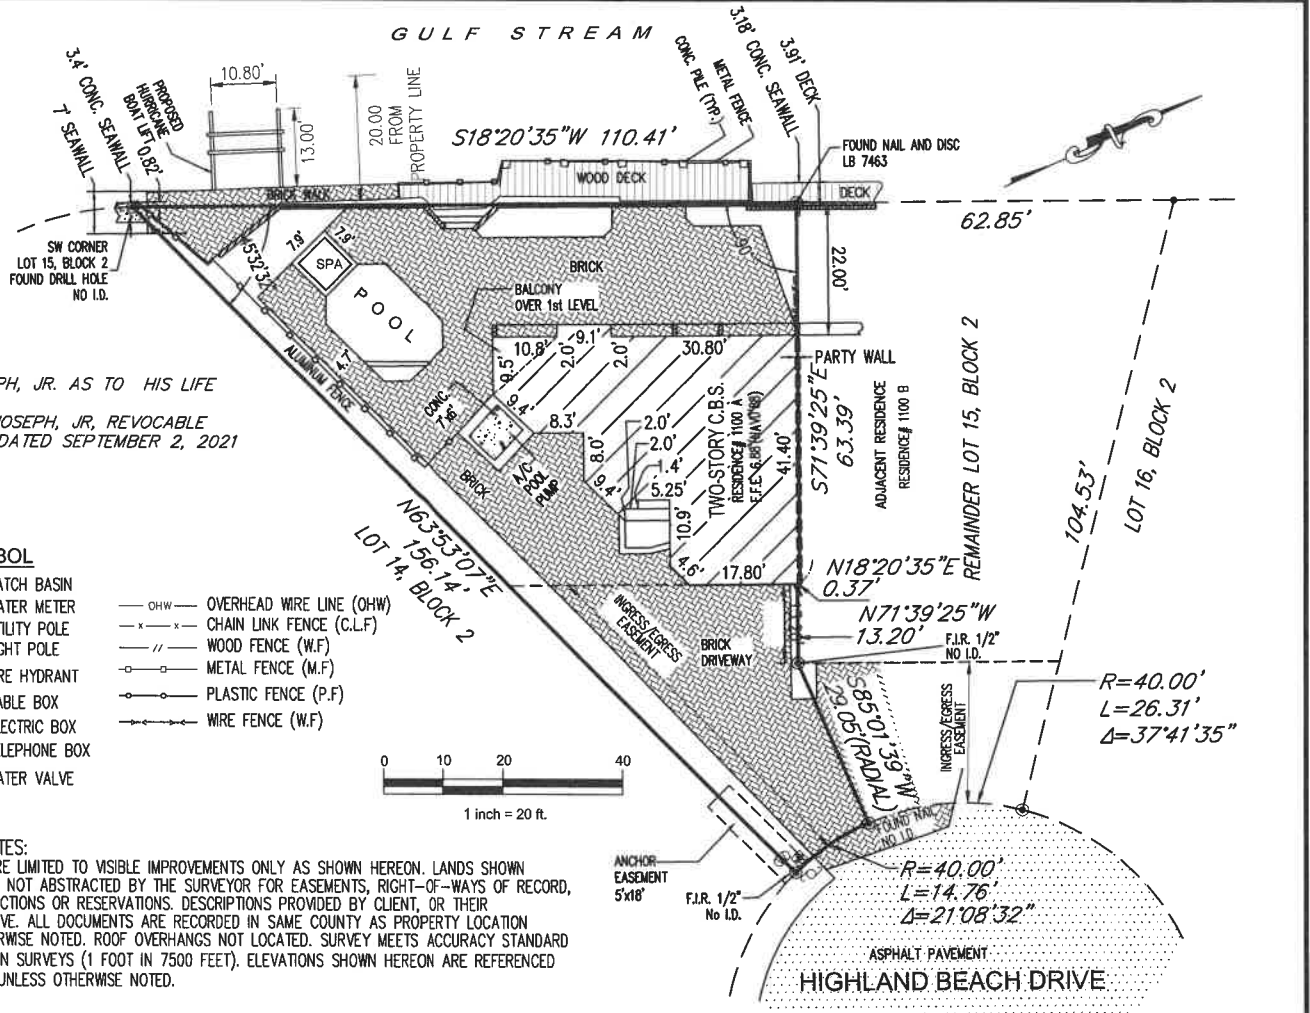 GULF STREAM
10.80'
3.4' CONC. SEAWALL
7' SEAWALL
PROPOSED
HURRICANE
BOAT LIFT
0.82'
13.00'
20.00
FROM
PROPERTY LINE
S18°20'35"W 110.41'
CONC. PILE (TYP.)
METAL FENCE
3.18' CONC. SEAWALL
3.91' DECK
FOUND NAIL AND DISC
LB 7463
WOOD DECK
BRICK WALK
DECK
62.85'
SW CORNER
LOT 15, BLOCK 2
FOUND DRILL HOLE
NO I.D.
7.9'
7.9'
SPA
POOL
BRICK
90°
22.00'
BALCONY
OVER 1st LEVEL
ALUMINUM FENCE
4.7'
10.8'
9.1'
2.0'
2.0'
30.80'
9.5'
9.4'
8.3'
8.0'
9.4'
2.0'
2.0'
1.4'
5.25'
10.9'
4.6'
17.80'
41.40'
CONC.
7'x6'
A/C
POOL
PUMP
BRICK
TWO-STORY C.B.S.
RESIDENCE# 1100 A
F.F.E. 6.88'(NAVD'88)
PARTY WALL
S71°39'25"E
63.39'
ADJACENT RESIDENCE
RESIDENCE# 1100 B
REMAINDER LOT 15, BLOCK 2
104.53'
LOT 16, BLOCK 2
PH, JR. AS TO HIS LIFE
JOSEPH, JR, REVOCABLE
DATED SEPTEMBER 2, 2021
N63°53'07"E
156.14'
LOT 14, BLOCK 2
N18°20'35"E
0.37'
N71°39'25"W
13.20'
F.I.R. 1/2"
NO I.D.
INGRESS/EGRESS
EASEMENT
BRICK
DRIVEWAY
S85°01'39"W
29.05'(RADIAL)
INGRESS/EGRESS
EASEMENT
R=40.00'
L=26.31'
Δ=37°41'35"
BOL
ATCH BASIN
ATER METER
TILITY POLE
GHT POLE
RE HYDRANT
ABLE BOX
LECTRIC BOX
ELEPHONE BOX
ATER VALVE
OHW OVERHEAD WIRE LINE (OHW)
x x CHAIN LINK FENCE (C.L.F)
// WOOD FENCE (W.F)
METAL FENCE (M.F)
PLASTIC FENCE (P.F)
WIRE FENCE (W.F)
0 10 20 40
1 inch = 20 ft.
FOUND NAIL
NO I.D.
ANCHOR
EASEMENT
5'x18'
F.I.R. 1/2"
No I.D.
R=40.00'
L=14.76'
Δ=21°08'32"
ASPHALT PAVEMENT
HIGHLAND BEACH DRIVE
TES:
RE LIMITED TO VISIBLE IMPROVEMENTS ONLY AS SHOWN HEREON. LANDS SHOWN
NOT ABSTRACTED BY THE SURVEYOR FOR EASEMENTS, RIGHT-OF-WAYS OF RECORD,
CTIONS OR RESERVATIONS. DESCRIPTIONS PROVIDED BY CLIENT, OR THEIR
VE. ALL DOCUMENTS ARE RECORDED IN SAME COUNTY AS PROPERTY LOCATION
RWISE NOTED. ROOF OVERHANGS NOT LOCATED. SURVEY MEETS ACCURACY STANDARD
N SURVEYS (1 FOOT IN 7500 FEET). ELEVATIONS SHOWN HEREON ARE REFERENCED
UNLESS OTHERWISE NOTED.